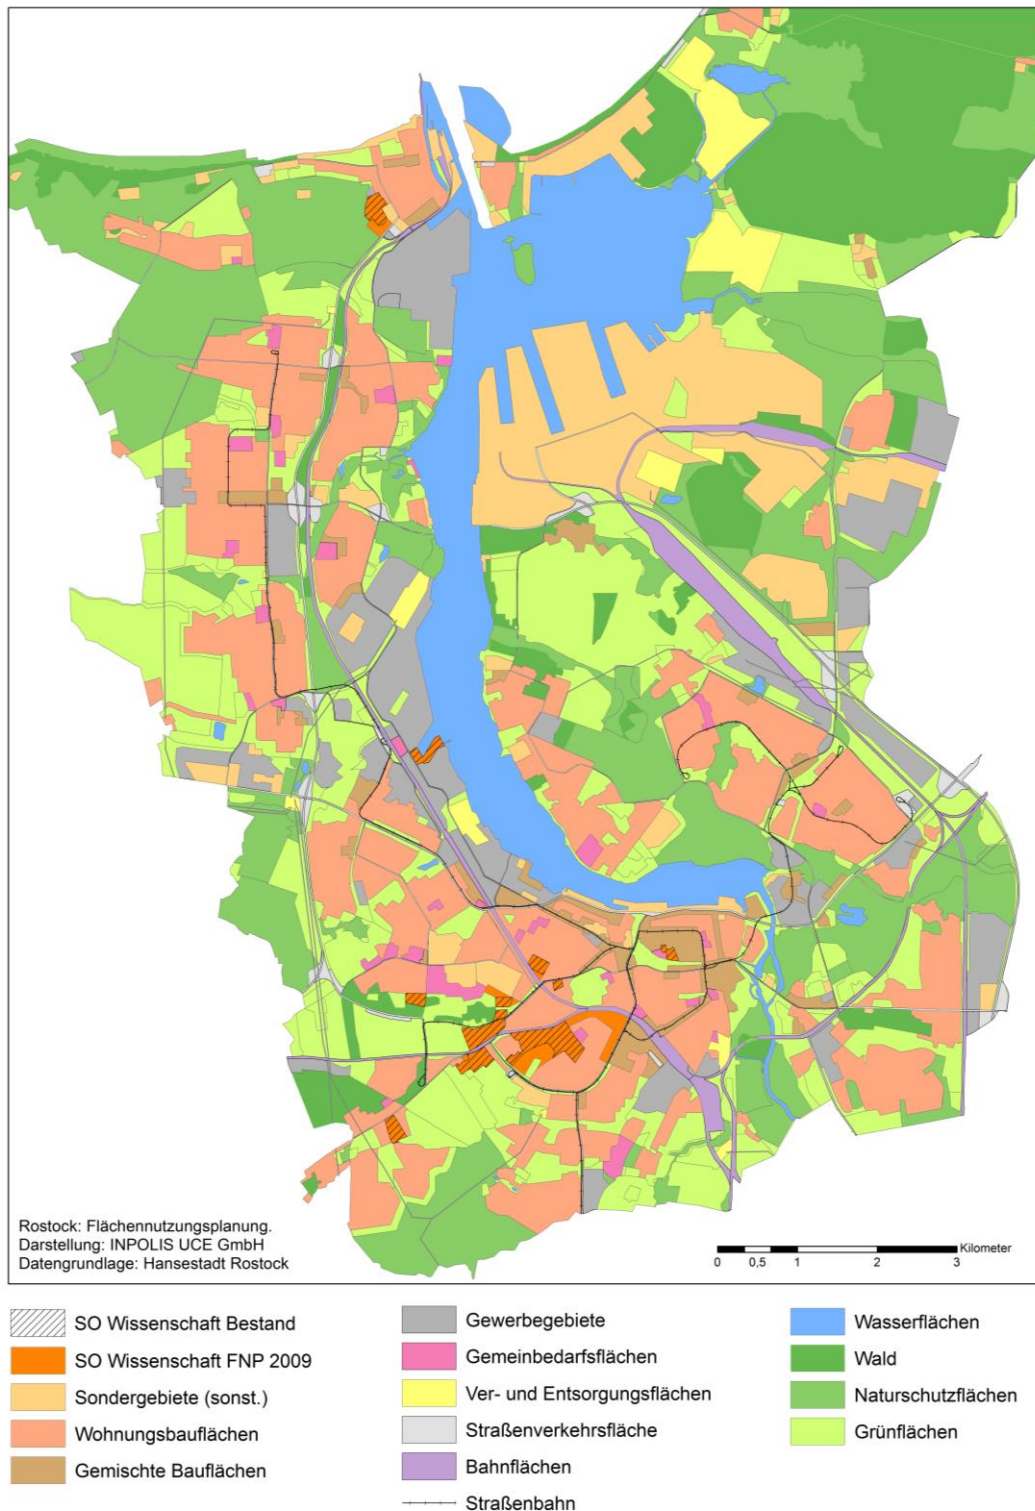 Rostock: Flächennutzungsplanung.
Darstellung: INPOLIS UCE GmbH
Datengrundlage: Hansestadt Rostock
Kilometer
0 0,5 1 2 3
SO Wissenschaft Bestand
SO Wissenschaft FNP 2009
Sondergebiete (sonst.)
Wohnungsbauflächen
Gemischte Bauflächen
Gewerbegebiete
Gemeinbedarfsflächen
Ver- und Entsorgungsflächen
Straßenverkehrsfläche
Bahnflächen
Straßenbahn
Wasserflächen
Wald
Naturschutzflächen
Grünflächen